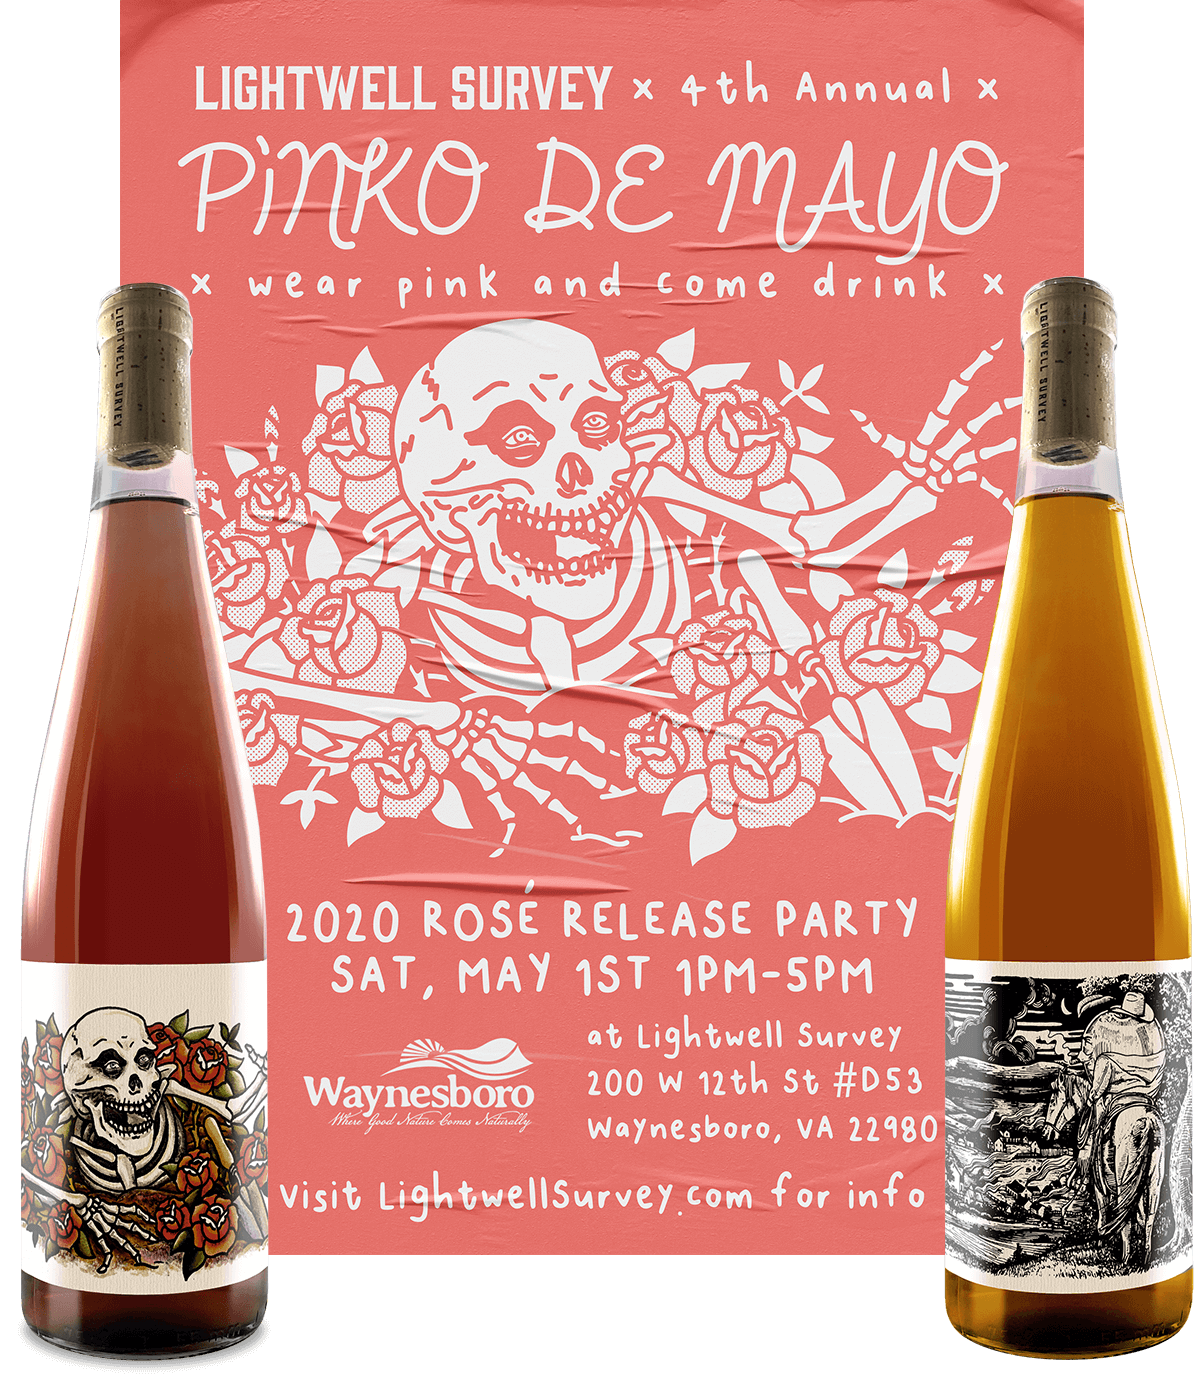 LIGHTWELL SURVEY x 4th Annual x
PiNKO DE MAYO
x wear pink and come drink x
LIGHTWELL SURVEY
LIGHTWELL SURVEY
2020 ROSÉ RELEASE PARTY
SAT, MAY 1ST 1PM-5PM
at Lightwell Survey
200 W 12th St #D53
Waynesboro, VA 22980
Waynesboro
Where Good Nature Comes Naturally
Visit LightwellSurvey.com for info